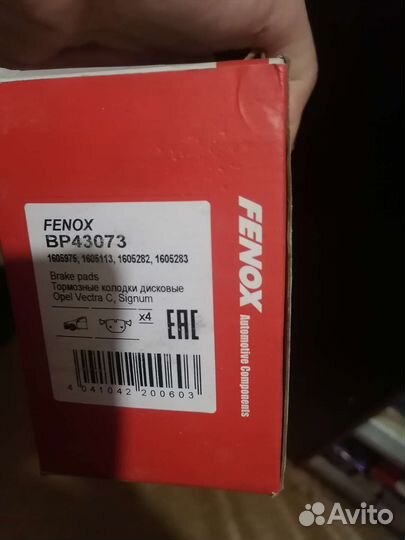 FENOX
BP43073
1605975, 1605113, 1605282, 1605283
Brake pads
Тормозные колодки дисковые
Opel Vectra C, Signum
x4
EAC
4 041042 200603
FENOX
Automotive Components
Avito